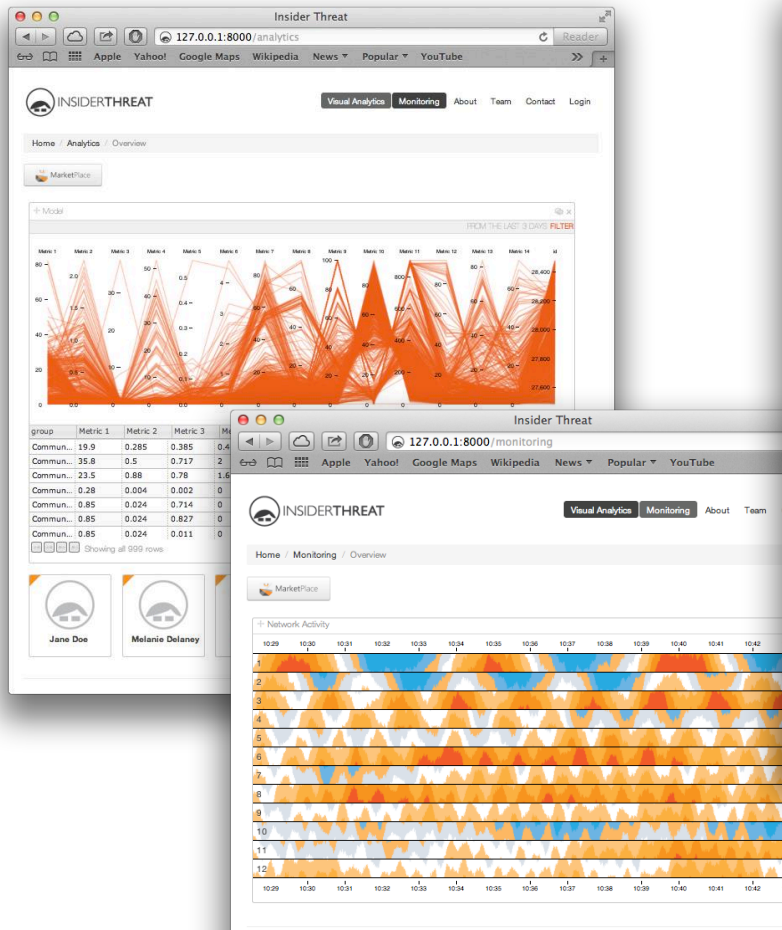 Insider Threat
127.0.0.1:8000/analytics
Reader
Apple Yahoo! Google Maps Wikipedia News ▾ Popular ▾ YouTube
INSIDERTHREAT
Visual Analytics Monitoring About Team Contact Login
Home / Analytics / Overview
MarketPlace
+ Model
FROM THE LAST 3 DAYS FILTER
Metric 1 Metric 2 Metric 3 Metric 4 Metric 5 Metric 6 Metric 7 Metric 8 Metric 9 Metric 10 Metric 11 Metric 12 Metric 13 Metric 14 id
group Metric 1 Metric 2 Metric 3
Commun... 19.9 0.285 0.385
Commun... 35.8 0.5 0.717 2
Commun... 23.5 0.88 0.78 1.6
Commun... 0.28 0.004 0.002 0
Commun... 0.85 0.024 0.714 0
Commun... 0.85 0.024 0.827 0
Commun... 0.85 0.024 0.011 0
Showing all 999 rows
Jane Doe
Melanie Delaney
Insider Threat
127.0.0.1:8000/monitoring
Apple Yahoo! Google Maps Wikipedia News ▾ Popular ▾ YouTube
INSIDERTHREAT
Visual Analytics Monitoring About Team
Home / Monitoring / Overview
MarketPlace
+ Network Activity
10:29 10:30 10:31 10:32 10:33 10:34 10:35 10:36 10:37 10:38 10:39 10:40 10:41 10:42
1
2
3
4
5
6
7
8
9
10
11
12
10:29 10:30 10:31 10:32 10:33 10:34 10:35 10:36 10:37 10:38 10:39 10:40 10:41 10:42